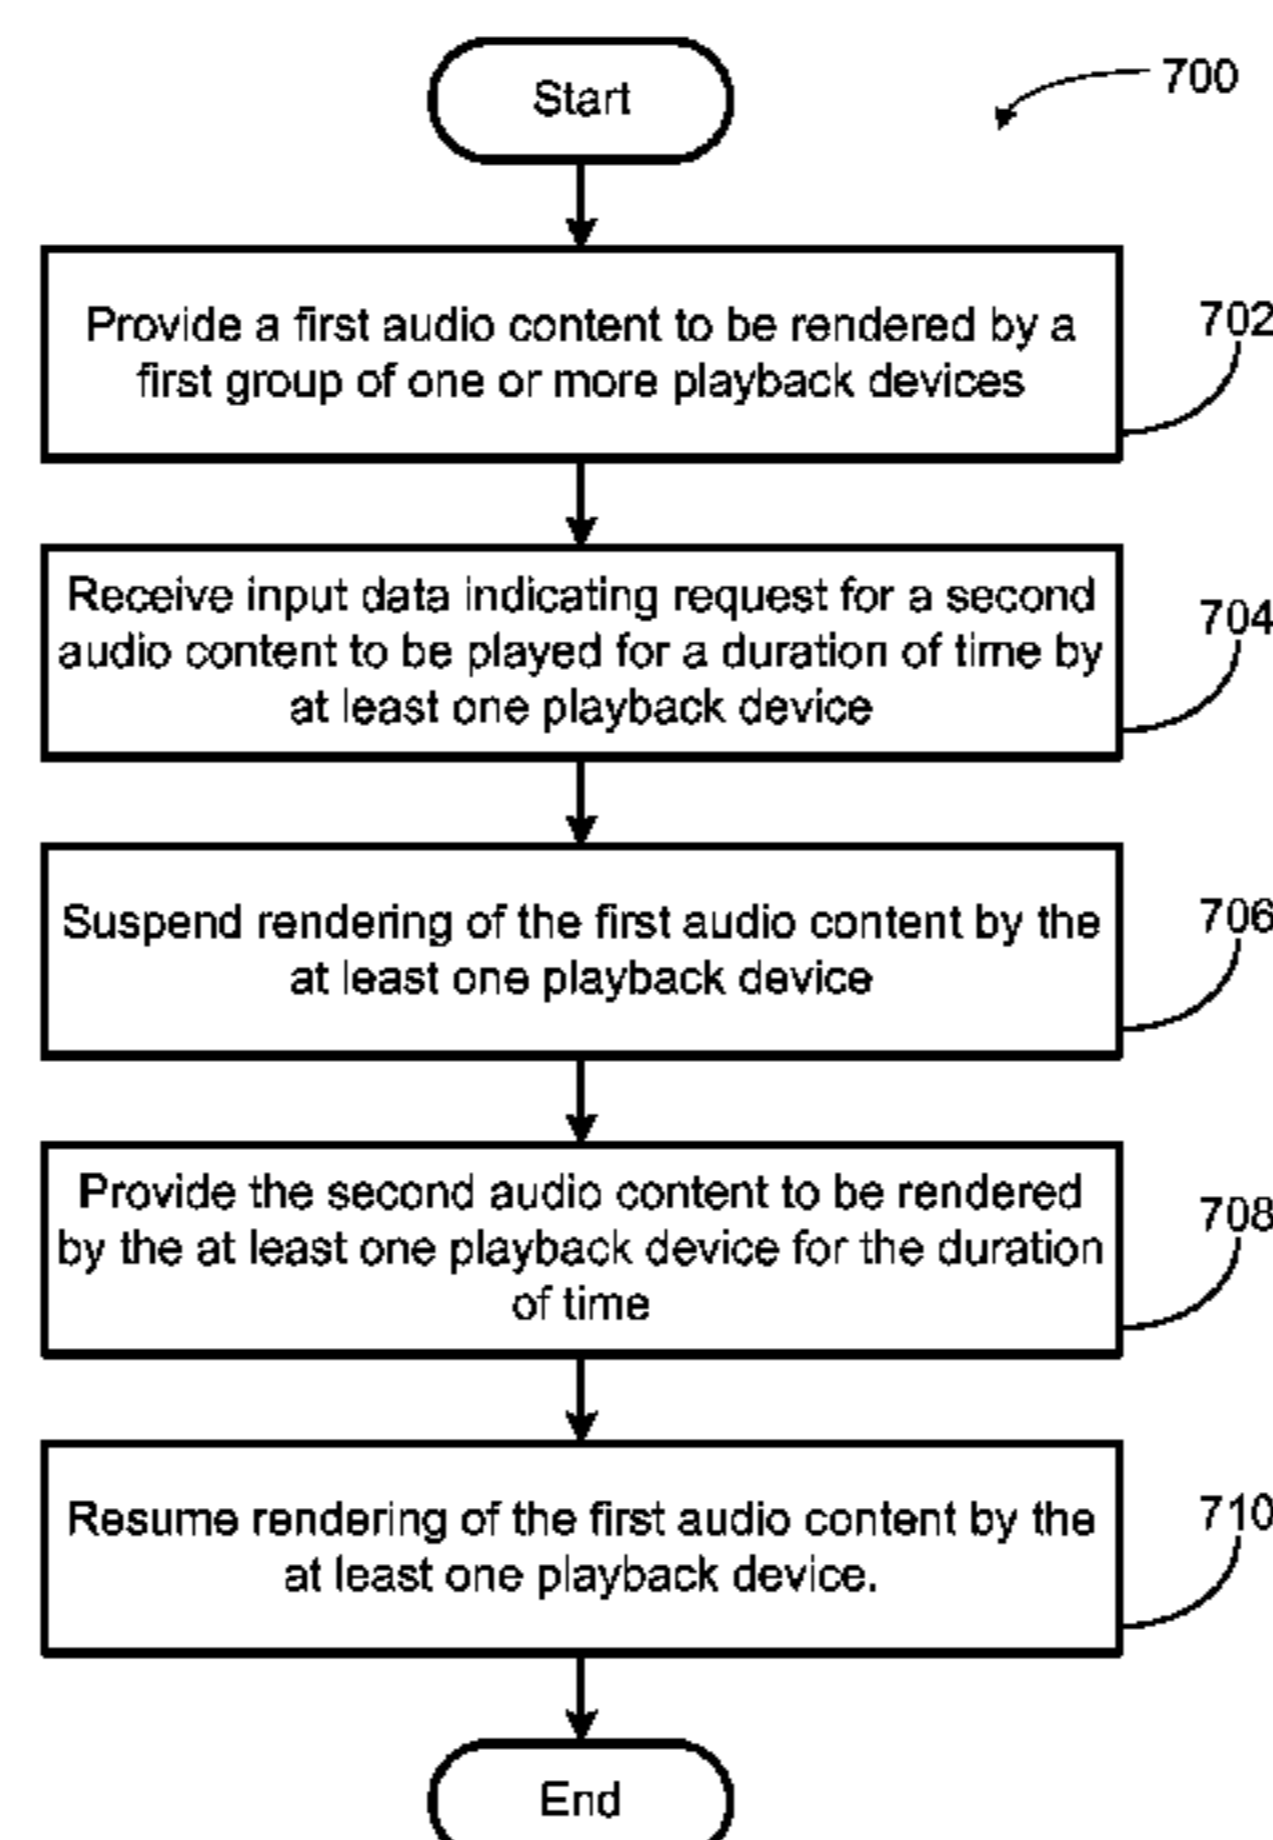 Start
700
Provide a first audio content to be rendered by a
first group of one or more playback devices
702
Receive input data indicating request for a second
audio content to be played for a duration of time by
at least one playback device
704
Suspend rendering of the first audio content by the
at least one playback device
706
Provide the second audio content to be rendered
by the at least one playback device for the duration
of time
708
Resume rendering of the first audio content by the
at least one playback device.
710
End